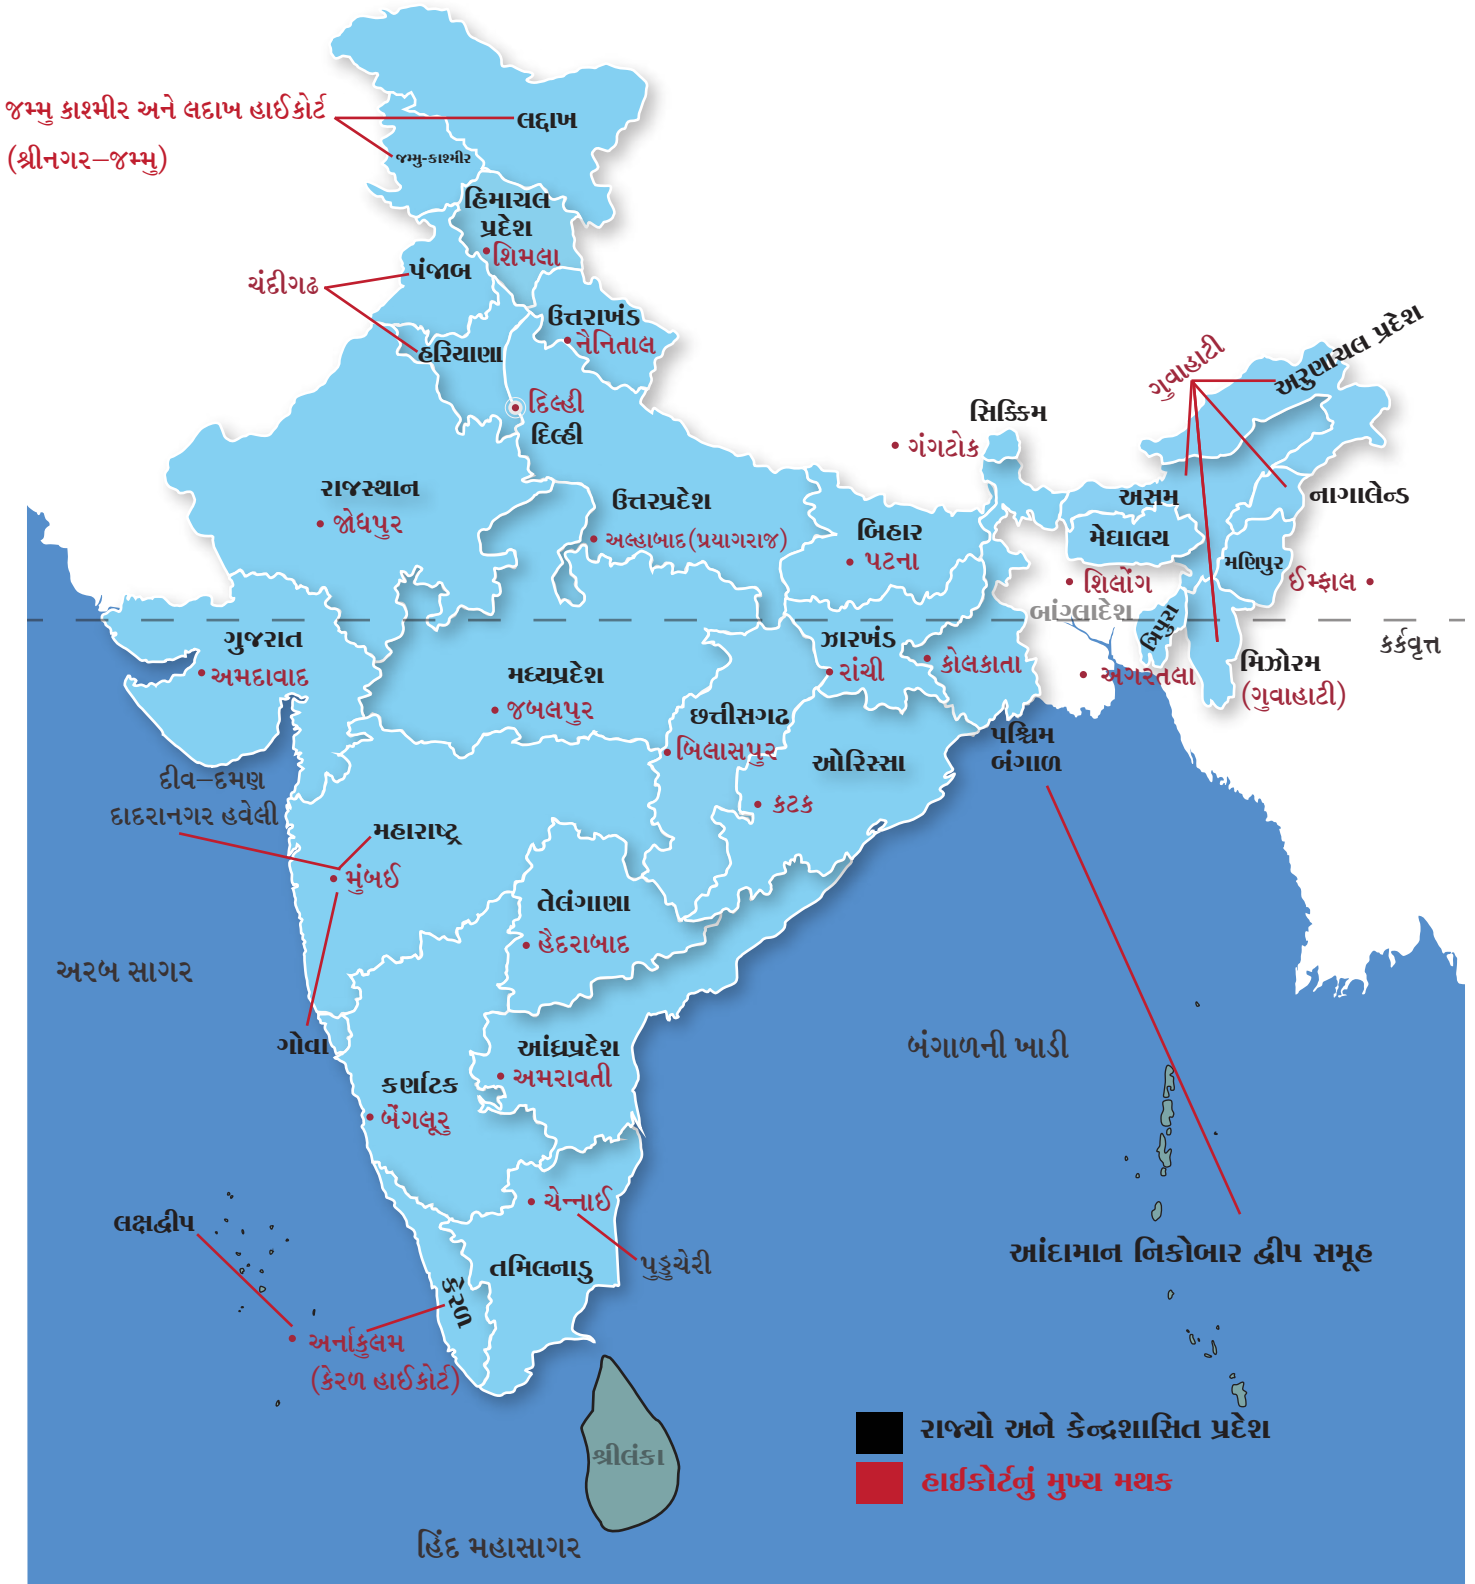 જમ્મુ કાશ્મીર અને લદાખ હાઈકોર્ટ
(શ્રીનગર–જમ્મુ)
લદ્દાખ
જમ્મુ-કાશ્મીર
હિમાચલ
પ્રદેશ
શિમલા
પંજાબ
ચંદીગઢ
ઉત્તરાખંડ
નૈનિતાલ
હરિયાણા
દિલ્હી
દિલ્હી
અરુણાચલ પ્રદેશ
ગુવાહાટી
સિક્કિમ
ગંગટોક
રાજસ્થાન
જોધપુર
ઉત્તરપ્રદેશ
અલ્હાબાદ(પ્રયાગરાજ)
બિહાર
પટના
અસમ
નાગાલેન્ડ
મેઘાલય
શિલોંગ
મણિપુર
ઈમ્ફાલ
બાંગ્લાદેશ
ત્રિપુરા
કર્કવૃત્ત
ગુજરાત
અમદાવાદ
ઝારખંડ
રાંચી
કોલકાતા
અગરતલા
મિઝોરમ
(ગુવાહાટી)
મધ્યપ્રદેશ
જબલપુર
છત્તીસગઢ
બિલાસપુર
પશ્ચિમ
બંગાળ
ઓરિસ્સા
કટક
દીવ–દમણ
દાદરાનગર હવેલી
મહારાષ્ટ્ર
મુંબઈ
તેલંગાણા
હૈદરાબાદ
અરબ સાગર
ગોવા
આંધ્રપ્રદેશ
અમરાવતી
બંગાળની ખાડી
કર્ણાટક
બેંગલૂરુ
ચેન્નાઈ
લક્ષદ્વીપ
પુડુચેરી
તમિલનાડુ
આંદામાન નિકોબાર દ્વીપ સમૂહ
કેરળ
અર્નાકુલમ
(કેરળ હાઈકોર્ટ)
રાજ્યો અને કેન્દ્રશાસિત પ્રદેશ
શ્રીલંકા
હાઈકોર્ટનું મુખ્ય મથક
હિંદ મહાસાગર